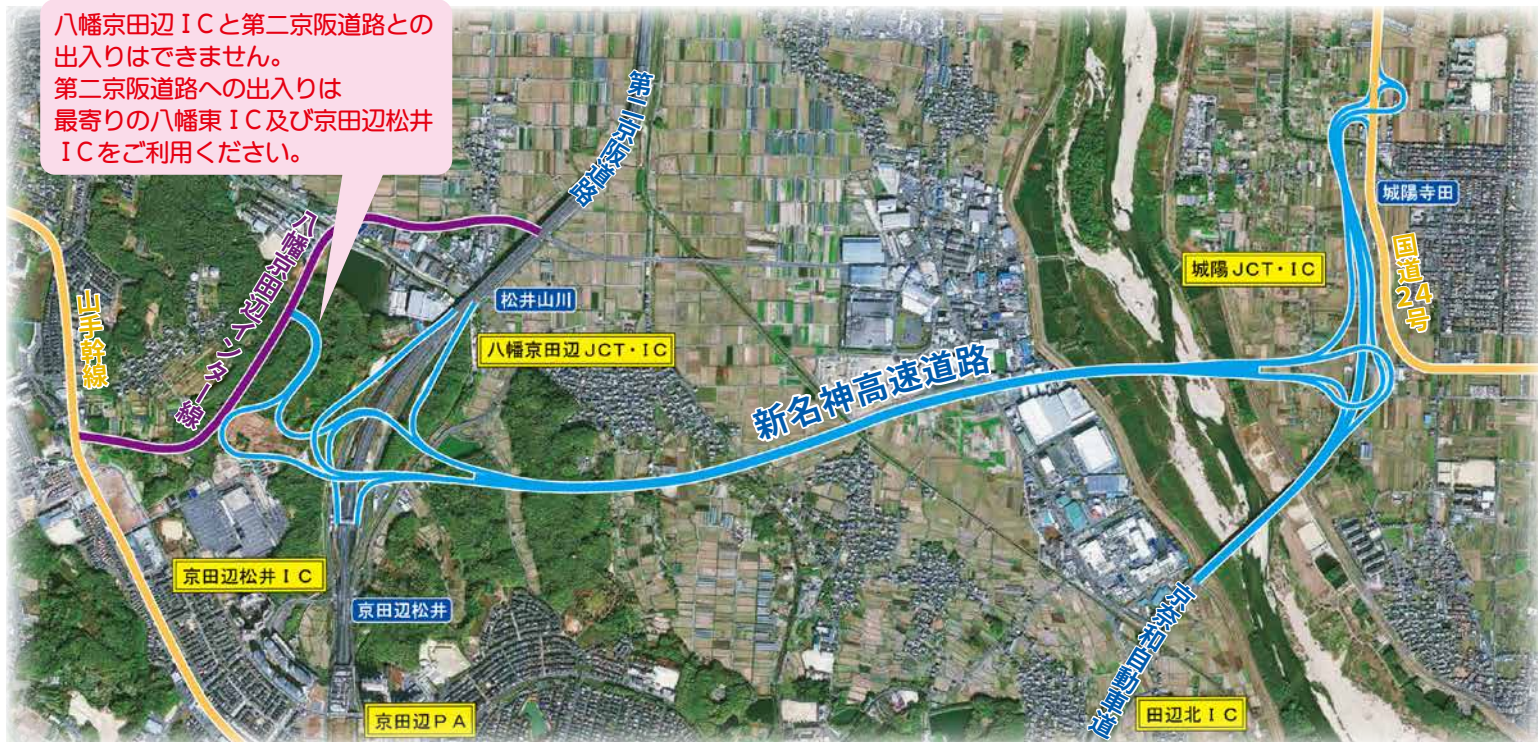 八幡京田辺ＩＣと第二京阪道路との
出入りはできません。
第二京阪道路への出入りは
最寄りの八幡東ＩＣ及び京田辺松井
ＩＣをご利用ください。
第二京阪道路
八幡京田辺インター線
山手幹線
松井山川
八幡京田辺JCT・IC
新名神高速道路
城陽寺田
城陽JCT・IC
国道24号
京田辺松井ＩＣ
京田辺松井
京田辺ＰＡ
京奈和自動車道
田辺北ＩＣ